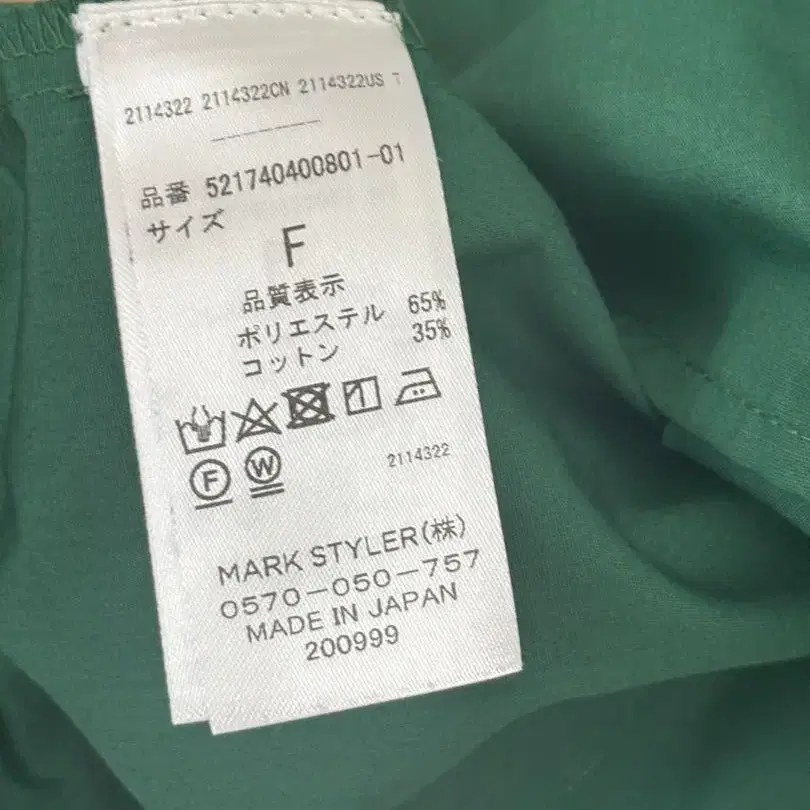 2114322 2114322CN 2114322US T
品番 521740400801-01
サイズ
F
品質表示
ポリエステル 65%
コットン 35%
F W
2114322
MARK STYLER(株)
0570-050-757
MADE IN JAPAN
200999